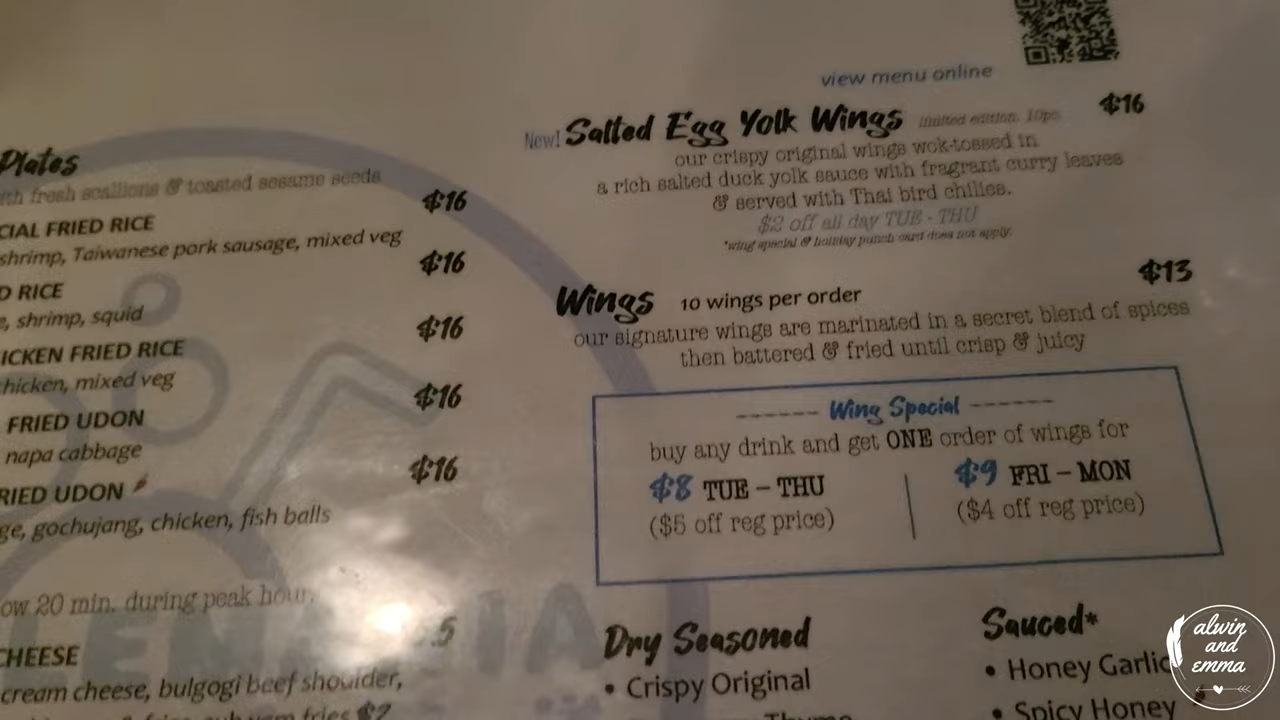 Plates
with fresh scallions & toasted sesame seeds
CIAL FRIED RICE $16
shrimp, Taiwanese pork sausage, mixed veg
D RICE $16
, shrimp, squid
ICKEN FRIED RICE $16
chicken, mixed veg
FRIED UDON $16
napa cabbage
RIED UDON $16
ge, gochujang, chicken, fish balls
ow 20 min. during peak hour.
CHEESE
cream cheese, bulgogi beef shoulder,
yam fries $2
view menu online
New! Salted Egg Yolk Wings limited edition. 10pc $16
our crispy original wings wok-tossed in
a rich salted duck yolk sauce with fragrant curry leaves
& served with Thai bird chilies.
$2 off all day TUE - THU
*wing special & holiday punch card does not apply.
Wings 10 wings per order $13
our signature wings are marinated in a secret blend of spices
then battered & fried until crisp & juicy
------ Wing Special ------
buy any drink and get ONE order of wings for
$8 TUE – THU | $9 FRI – MON
($5 off reg price) ($4 off reg price)
Dry Seasoned
• Crispy Original
Thyme
Sauced*
• Honey Garlic
• Spicy Honey
alwin
and
emma